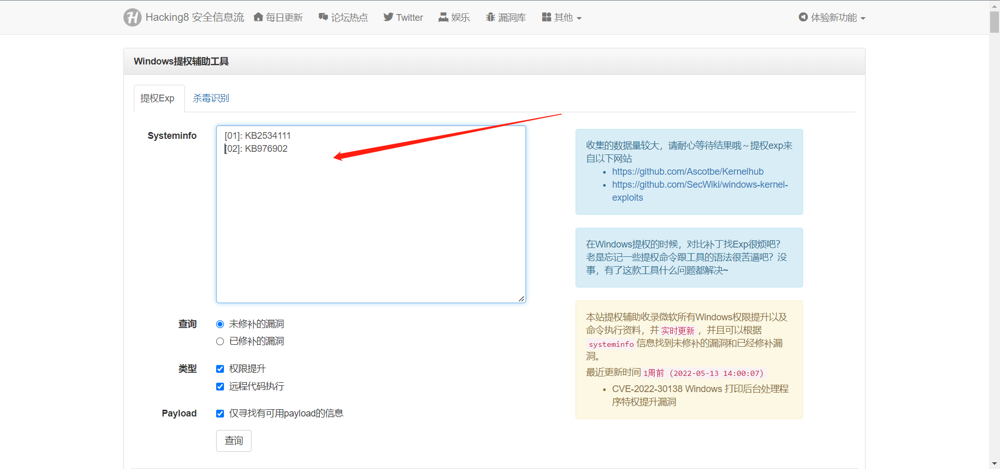 Hacking8 安全信息流 每日更新 论坛热点 Twitter 娱乐 漏洞库 其他 体验新功能
Windows提权辅助工具
提权Exp 杀毒识别
Systeminfo
[01]: KB2534111
[02]: KB976902
查询
未修补的漏洞
已修补的漏洞
类型
权限提升
远程代码执行
Payload
仅寻找有可用payload的信息
查询
收集的数据量较大，请耐心等待结果哦～提权exp来
自以下网站
https://github.com/Ascotbe/Kernelhub
https://github.com/SecWiki/windows-kernel-
exploits
在Windows提权的时候，对比补丁找Exp很烦吧？
老是忘记一些提权命令跟工具的语法很苦逼吧？没
事，有了这款工具什么问题都解决~
本站提权辅助收录微软所有Windows权限提升以及
命令执行资料，并 实时更新 ，并且可以根据
systeminfo 信息找到未修补的漏洞和已经修补漏
洞。
最近更新时间 1周前 (2022-05-13 14:00:07)
CVE-2022-30138 Windows 打印后台处理程
序特权提升漏洞